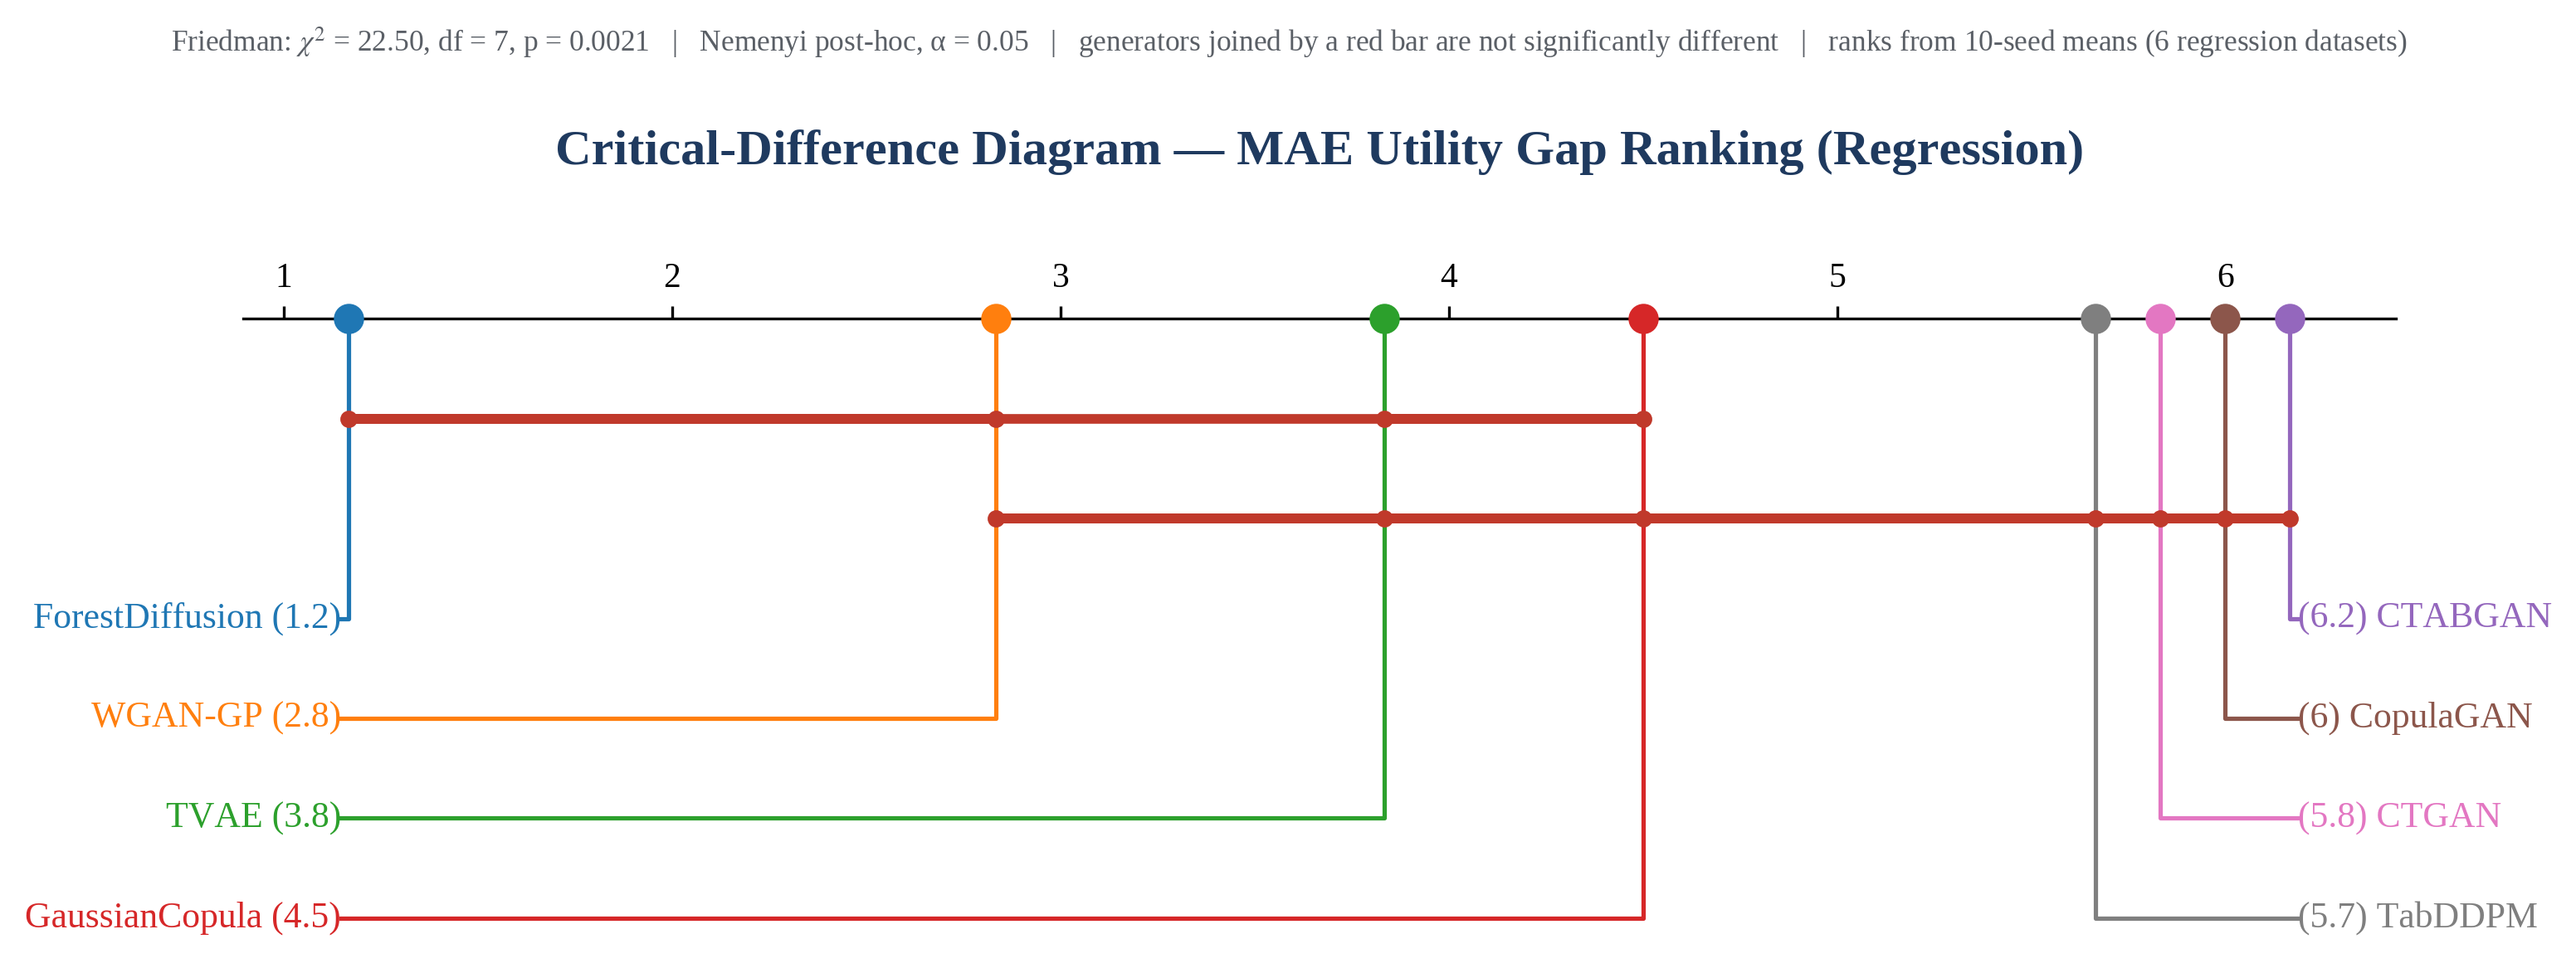 Friedman: χ² = 22.50, df = 7, p = 0.0021 | Nemenyi post-hoc, α = 0.05 | generators joined by a red bar are not significantly different | ranks from 10-seed means (6 regression datasets)
Critical-Difference Diagram — MAE Utility Gap Ranking (Regression)
1 2 3 4 5 6
ForestDiffusion (1.2) (6.2) CTABGAN
WGAN-GP (2.8) (6) CopulaGAN
TVAE (3.8) (5.8) CTGAN
GaussianCopula (4.5) (5.7) TabDDPM